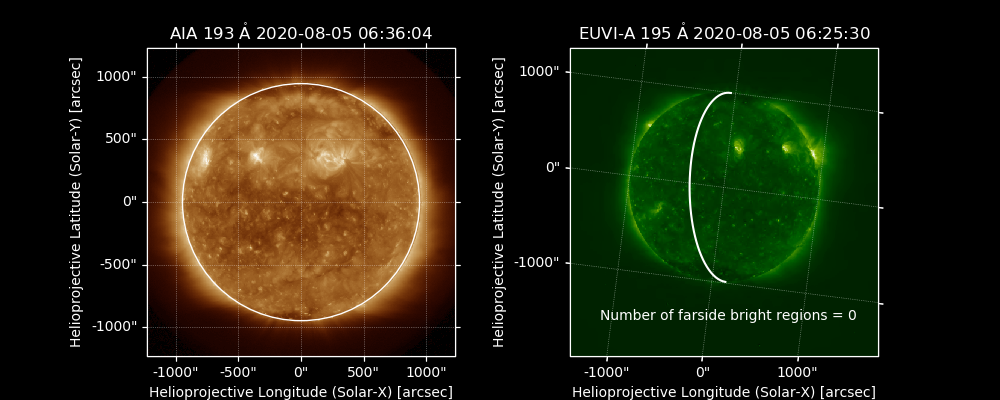 AIA 193 Å 2020-08-05 06:36:04
Helioprojective Latitude (Solar-Y) [arcsec]
1000"
500"
0"
-500"
-1000"
-1000"
-500"
0"
500"
1000"
Helioprojective Longitude (Solar-X) [arcsec]
EUVI-A 195 Å 2020-08-05 06:25:30
Helioprojective Latitude (Solar-Y) [arcsec]
1000"
0"
-1000"
Number of farside bright regions = 0
-1000"
0"
1000"
Helioprojective Longitude (Solar-X) [arcsec]